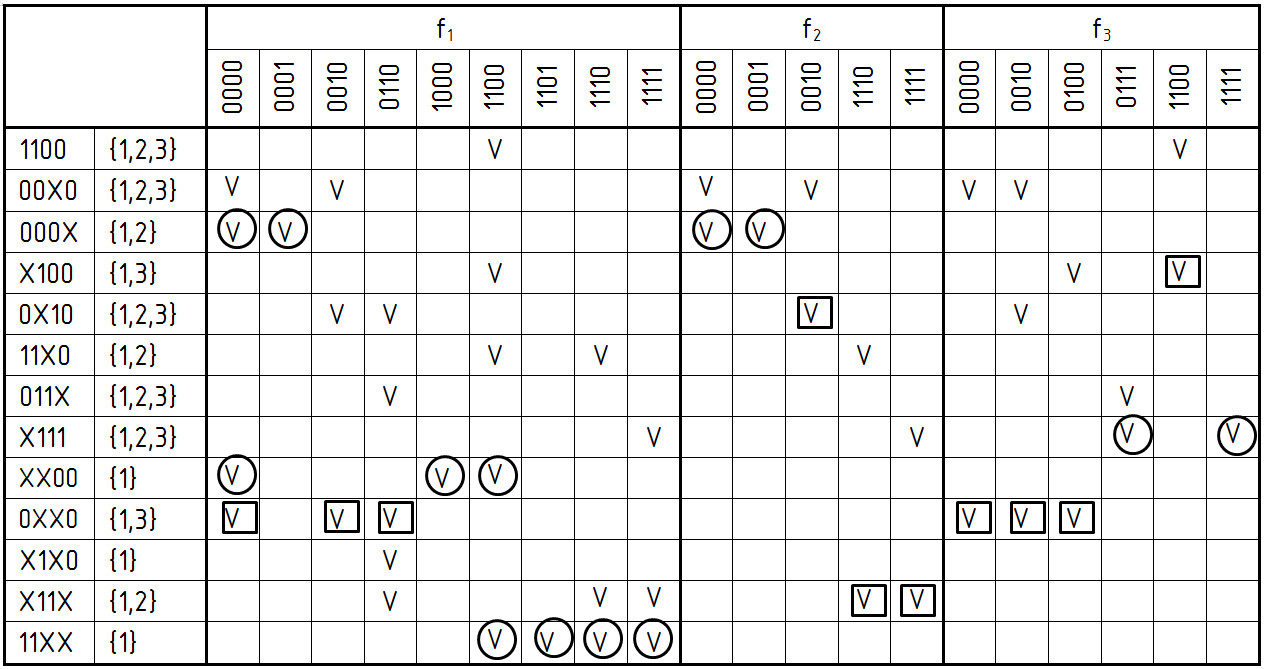 f₁ f₂ f₃
0000 0001 0010 0110 1000 1100 1101 1110 1111 0000 0001 0010 1110 1111 0000 0010 0100 0111 1100 1111
1100 {1,2,3} V V
00X0 {1,2,3} V V V V V V
000X {1,2} V V V V
X100 {1,3} V V V
0X10 {1,2,3} V V V V
11X0 {1,2} V V V
011X {1,2,3} V V
X111 {1,2,3} V V V V
XX00 {1} V V V
0XX0 {1,3} V V V V V V
X1X0 {1} V
X11X {1,2} V V V V V
11XX {1} V V V V